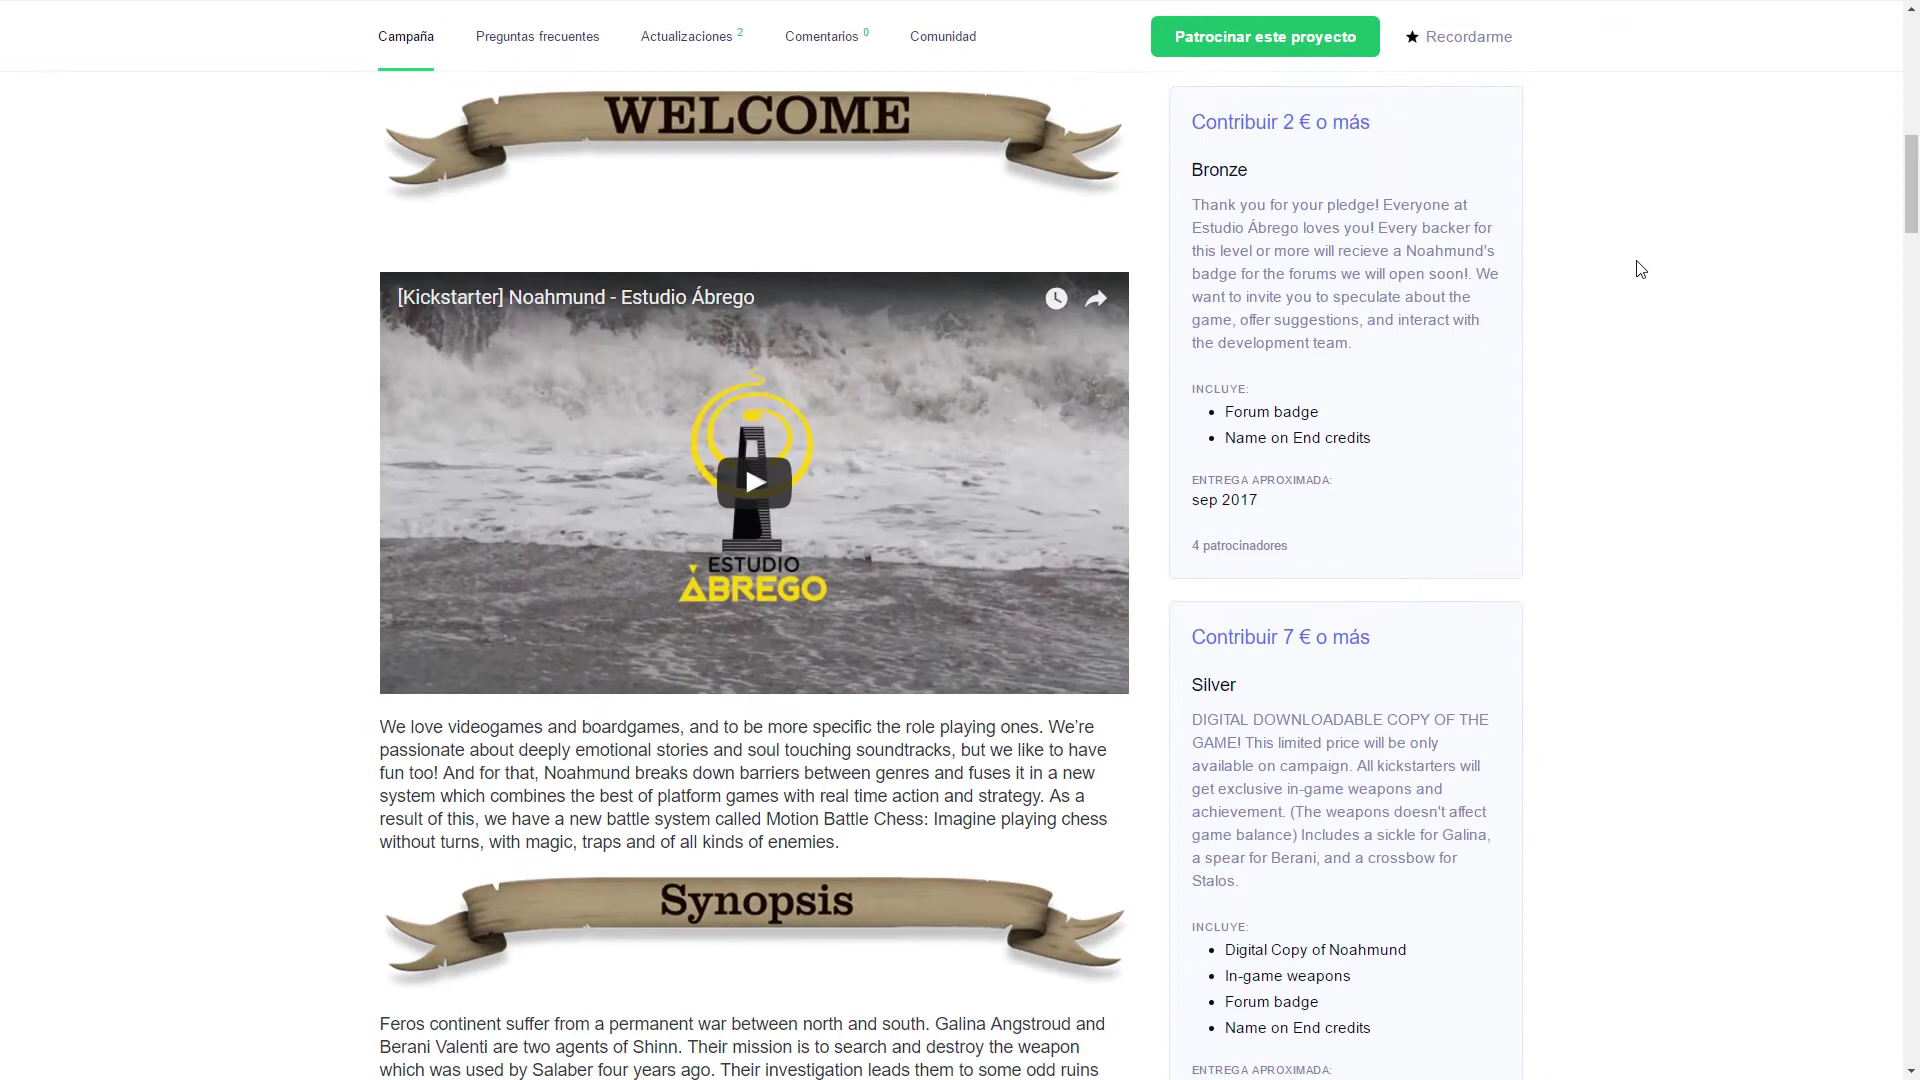 Campaña
Preguntas frecuentes
Actualizaciones 2
Comentarios 0
Comunidad
Patrocinar este proyecto
Recordarme
WELCOME
[Kickstarter] Noahmund - Estudio Ábrego
ESTUDIO
ÁBREGO
We love videogames and boardgames, and to be more specific the role playing ones. We're
passionate about deeply emotional stories and soul touching soundtracks, but we like to have
fun too! And for that, Noahmund breaks down barriers between genres and fuses it in a new
system which combines the best of platform games with real time action and strategy. As a
result of this, we have a new battle system called Motion Battle Chess: Imagine playing chess
without turns, with magic, traps and of all kinds of enemies.
Synopsis
Feros continent suffer from a permanent war between north and south. Galina Angstroud and
Berani Valenti are two agents of Shinn. Their mission is to search and destroy the weapon
which was used by Salaber four years ago. Their investigation leads them to some odd ruins
Contribuir 2 € o más
Bronze
Thank you for your pledge! Everyone at
Estudio Ábrego loves you! Every backer for
this level or more will recieve a Noahmund's
badge for the forums we will open soon!. We
want to invite you to speculate about the
game, offer suggestions, and interact with
the development team.
INCLUYE:
• Forum badge
• Name on End credits
ENTREGA APROXIMADA:
sep 2017
4 patrocinadores
Contribuir 7 € o más
Silver
DIGITAL DOWNLOADABLE COPY OF THE
GAME! This limited price will be only
available on campaign. All kickstarters will
get exclusive in-game weapons and
achievement. (The weapons doesn't affect
game balance) Includes a sickle for Galina,
a spear for Berani, and a crossbow for
Stalos.
INCLUYE:
• Digital Copy of Noahmund
• In-game weapons
• Forum badge
• Name on End credits
ENTREGA APROXIMADA: